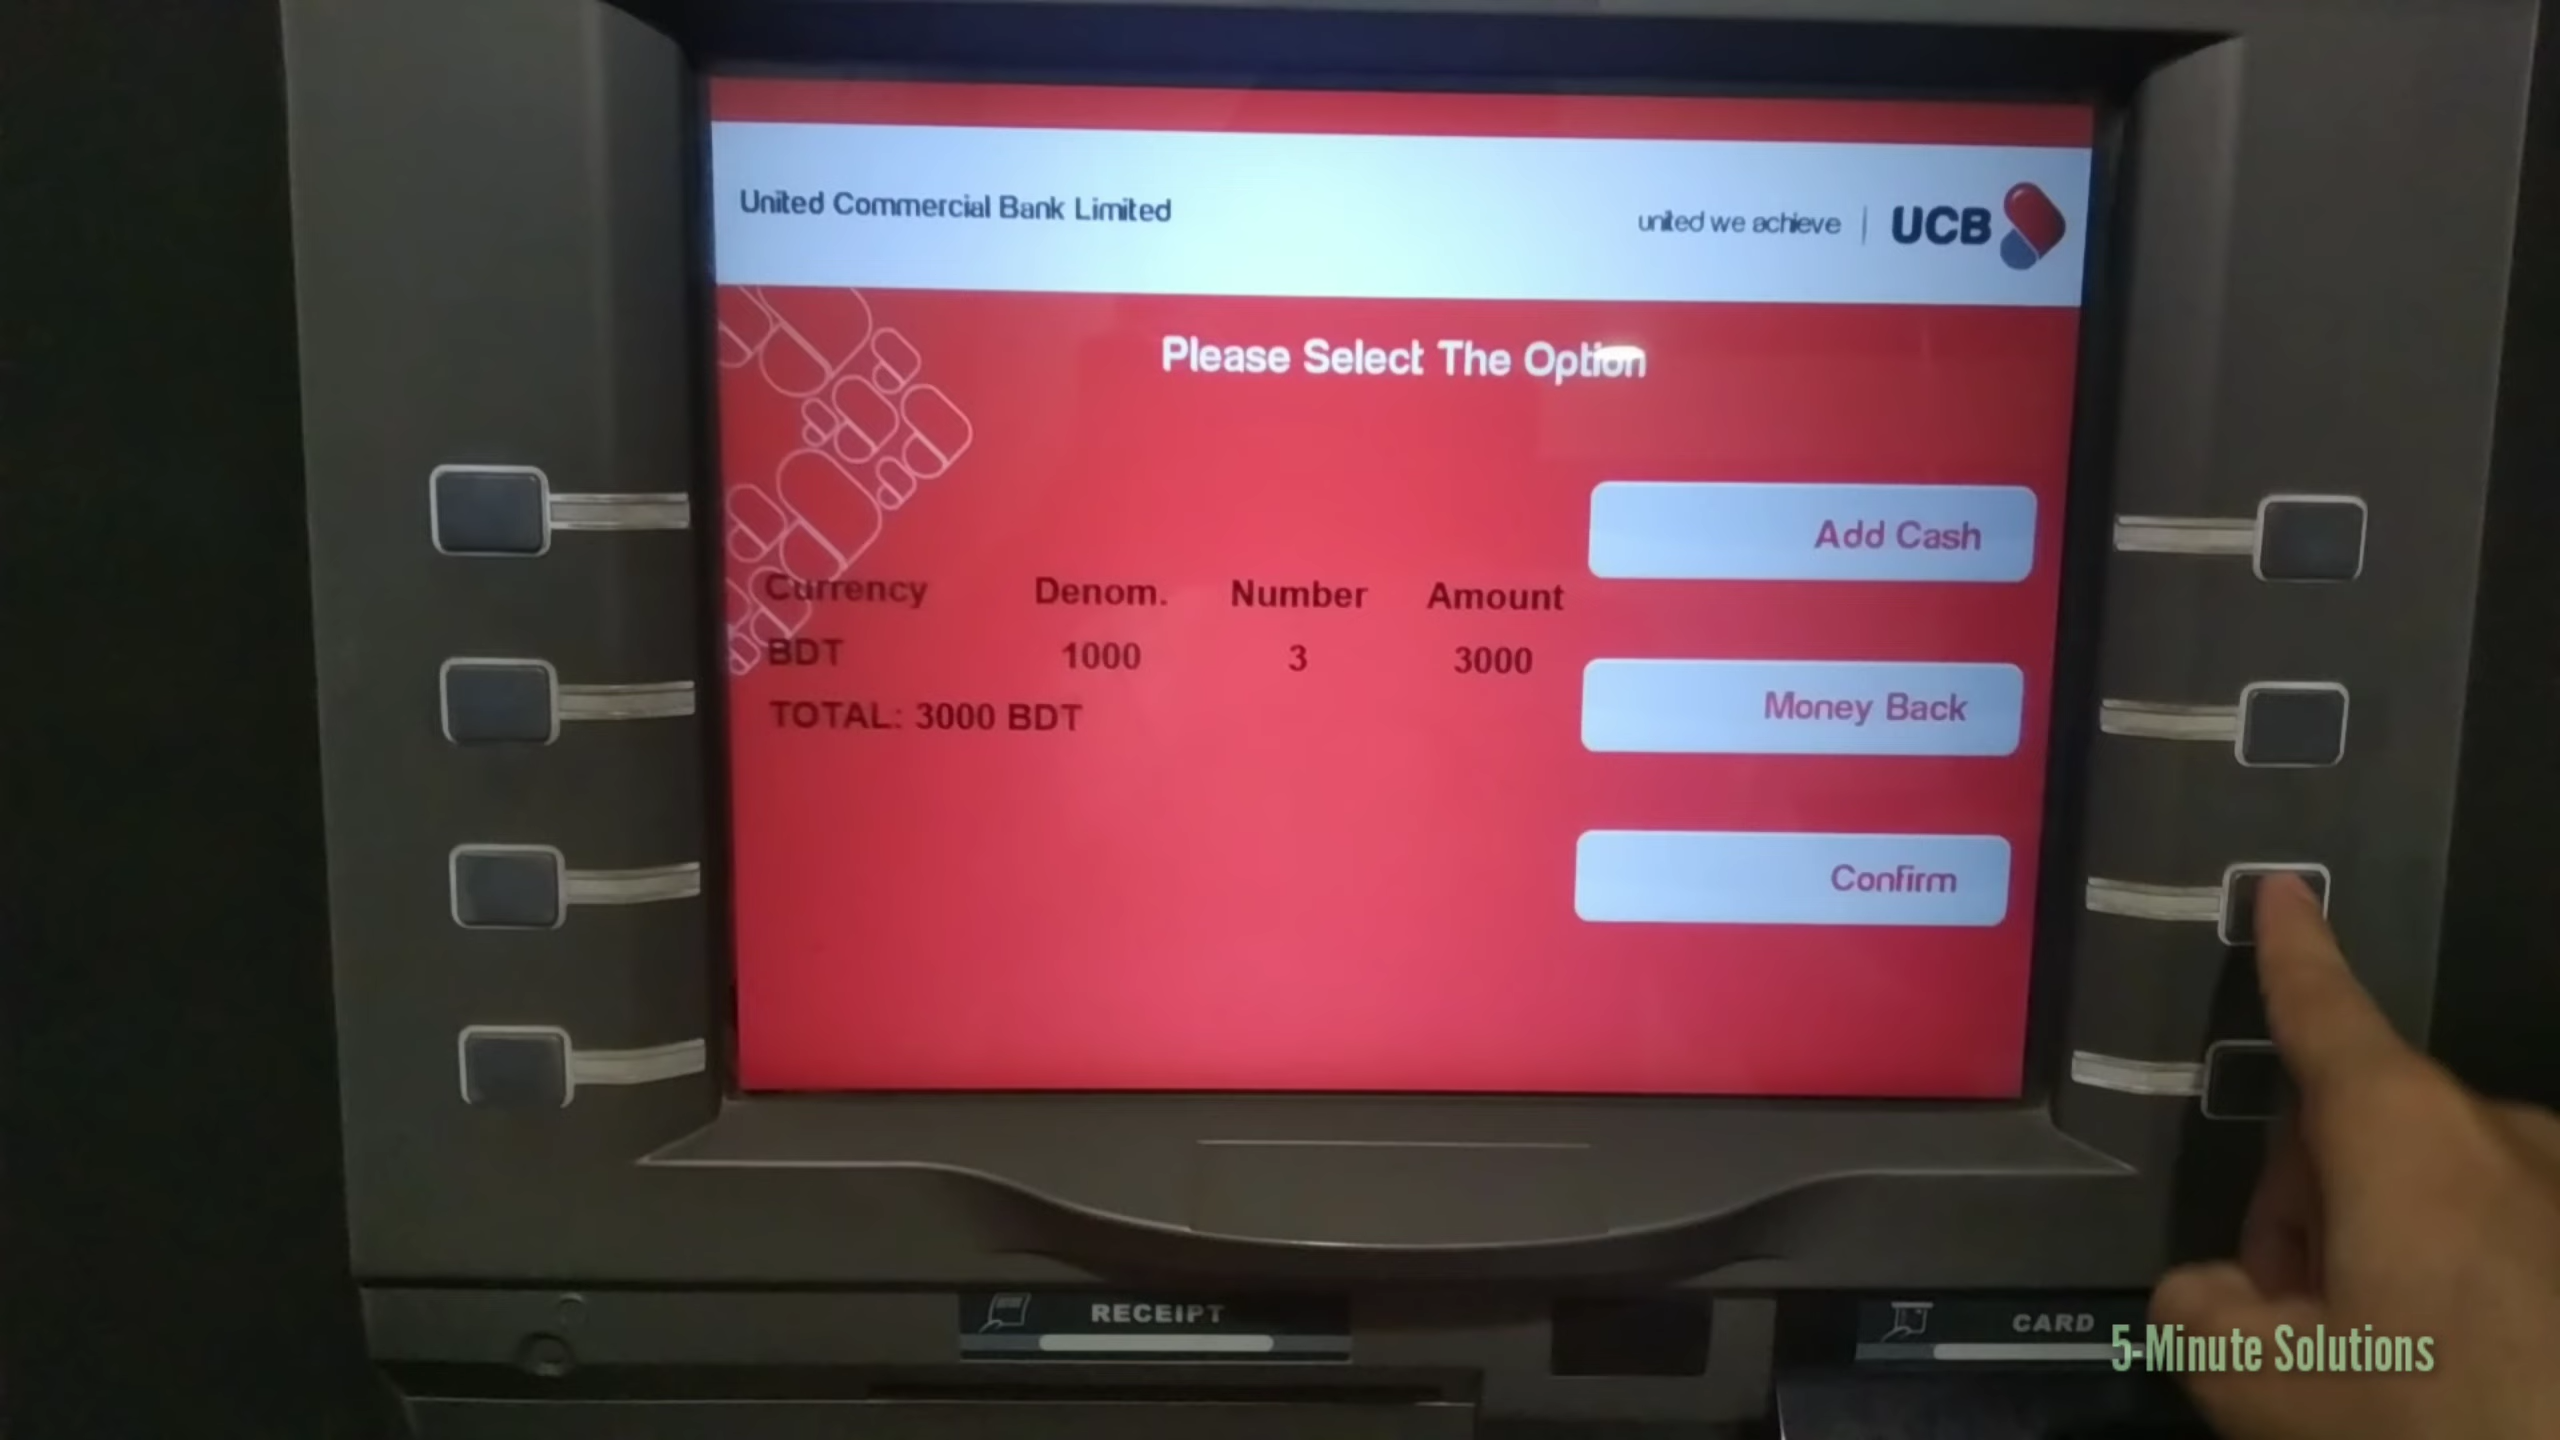 United Commercial Bank Limited
united we achieve | UCB
Please Select The Option
Add Cash
Currency Denom. Number Amount
BDT 1000 3 3000
TOTAL: 3000 BDT
Money Back
Confirm
RECEIPT
CARD
5-Minute Solutions